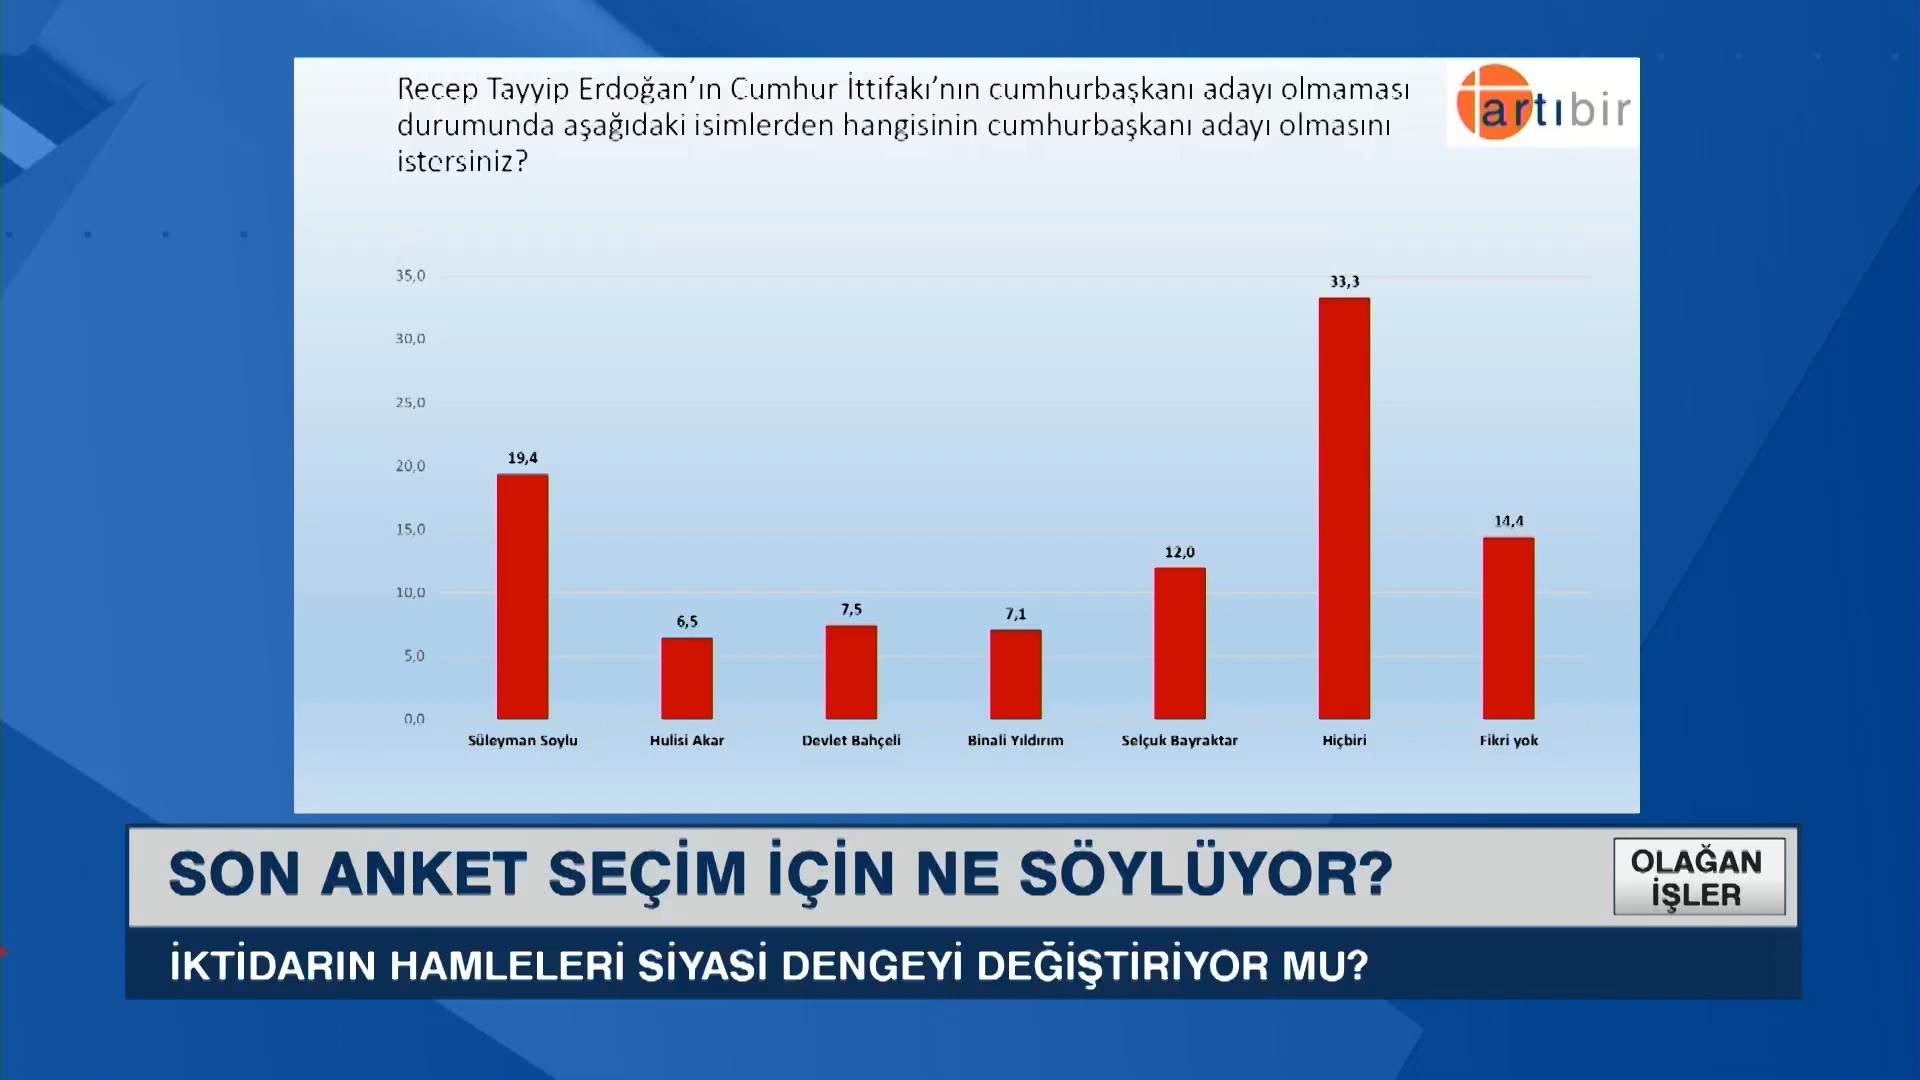 Recep Tayyip Erdoğan’ın Cumhur İttifakı’nın cumhurbaşkanı adayı olmaması
durumunda aşağıdaki isimlerden hangisinin cumhurbaşkanı adayı olmasını
istersiniz?
artıbir
35,0
30,0
25,0
20,0
15,0
10,0
5,0
0,0
19,4
6,5
7,5
7,1
12,0
33,3
14,4
Süleyman Soylu
Hulisi Akar
Devlet Bahçeli
Binali Yıldırım
Selçuk Bayraktar
Hiçbiri
Fikri yok
SON ANKET SEÇİM İÇİN NE SÖYLÜYOR?
OLAĞAN
İŞLER
İKTİDARIN HAMLELERİ SİYASİ DENGEYİ DEĞİŞTİRİYOR MU?